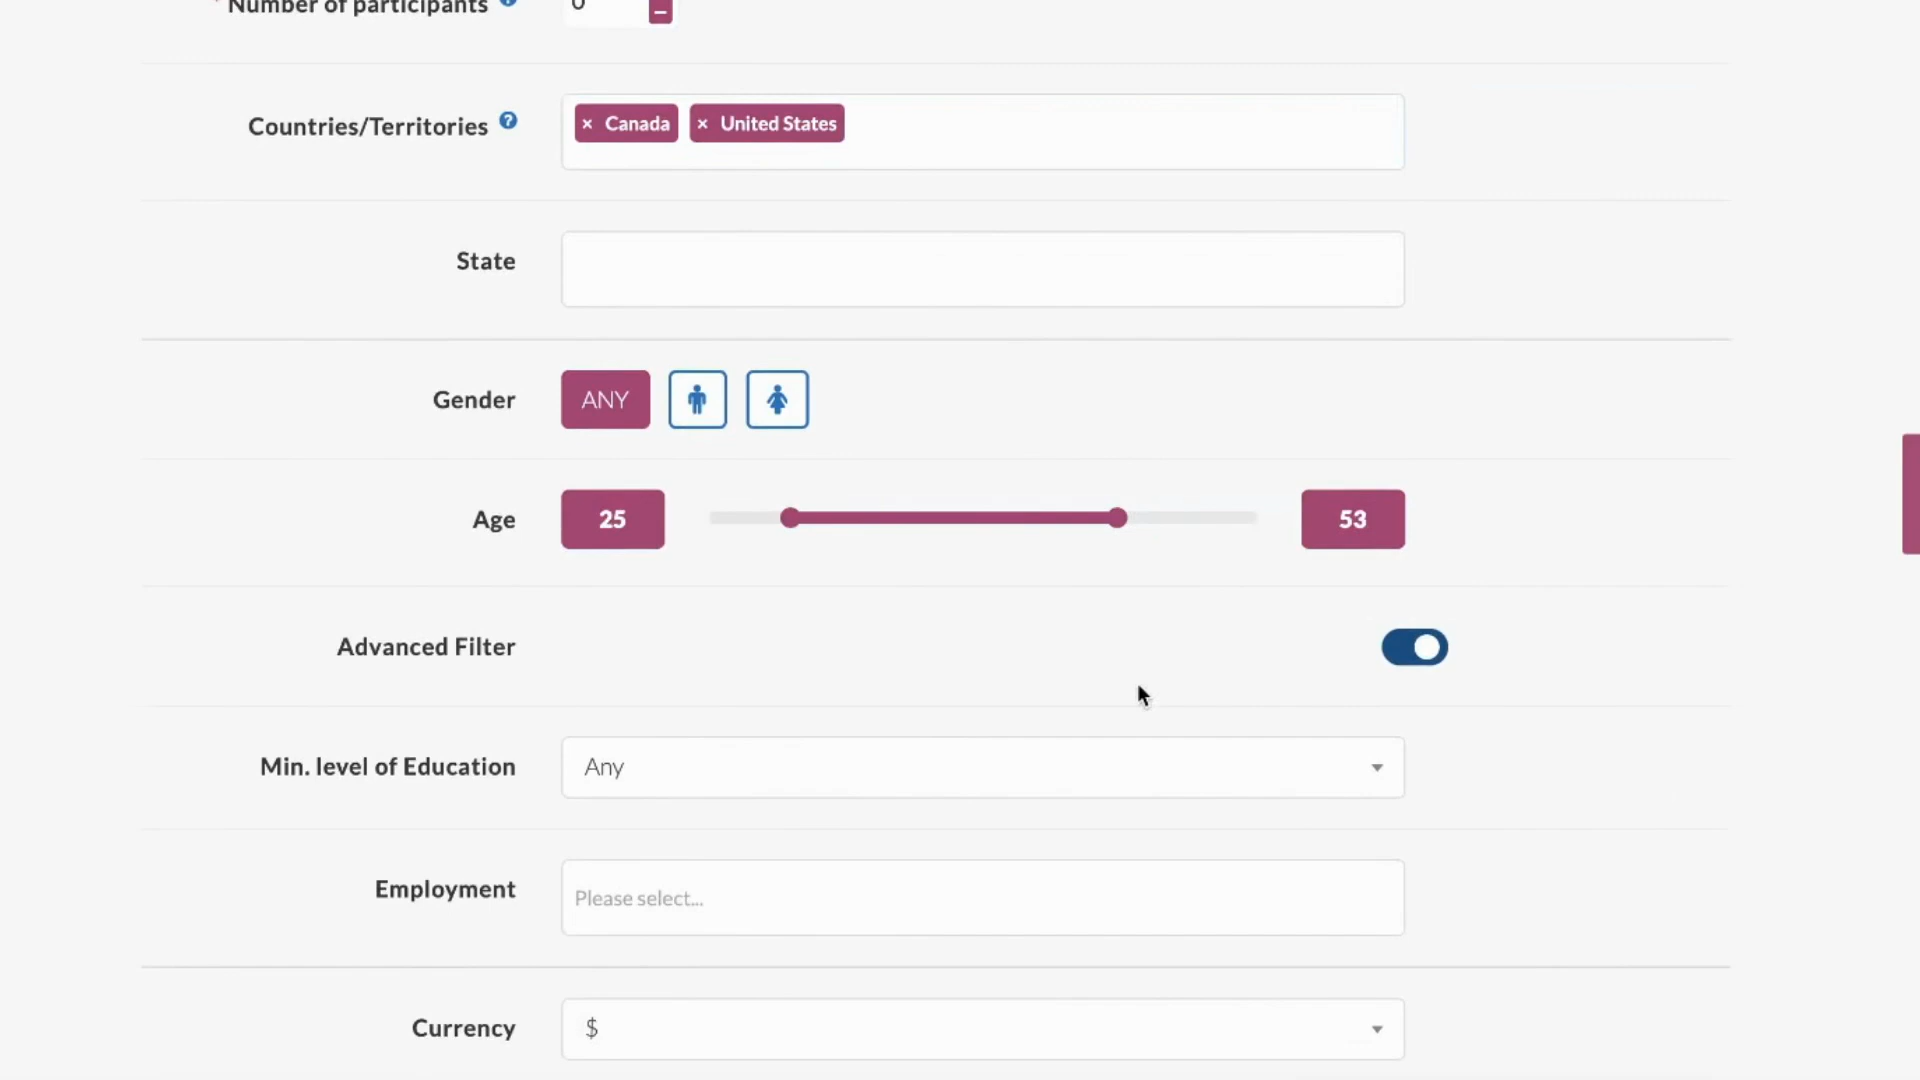 * Number of participants ? 0 −
Countries/Territories ? × Canada × United States
State
Gender ANY
Age 25 53
Advanced Filter
Min. level of Education Any
Employment Please select...
Currency $